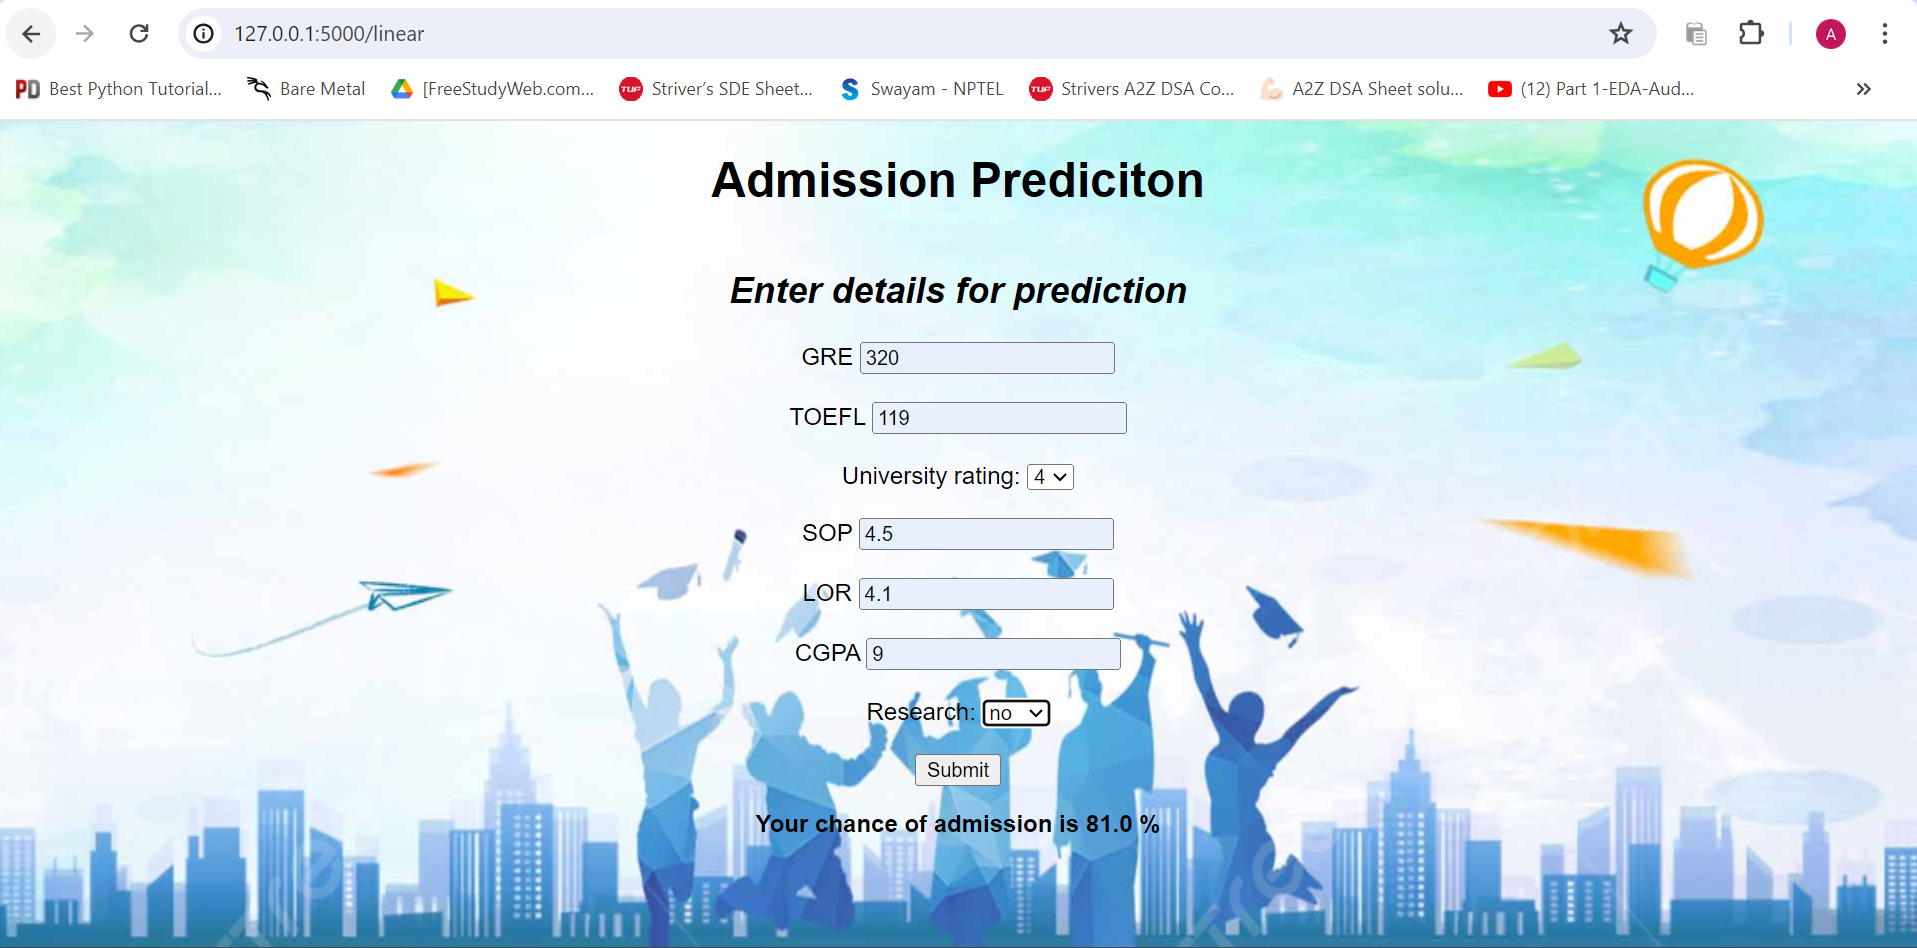 127.0.0.1:5000/linear
A
PD Best Python Tutorial... Bare Metal [FreeStudyWeb.com... TUF Striver's SDE Sheet... S Swayam - NPTEL TUF Strivers A2Z DSA Co... A2Z DSA Sheet solu... (12) Part 1-EDA-Aud... »
Admission Prediciton
Enter details for prediction
GRE 320
TOEFL 119
University rating: 4
SOP 4.5
LOR 4.1
CGPA 9
Research: no
Submit
Your chance of admission is 81.0 %